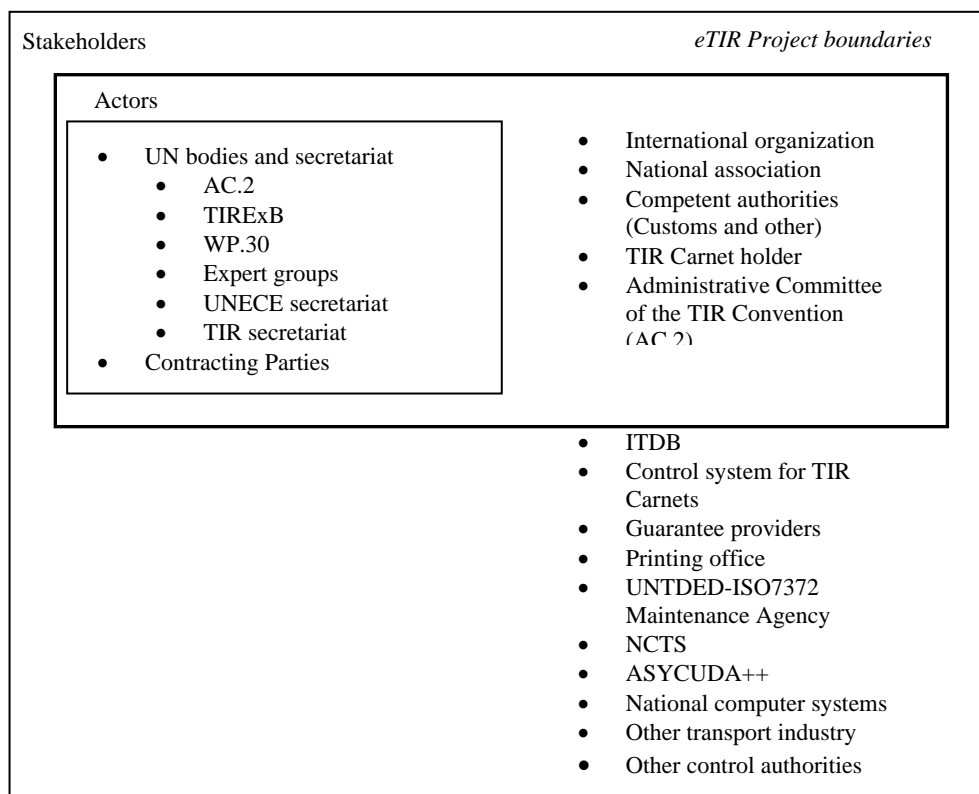 Stakeholders
eTIR Project boundaries
Actors
• UN bodies and secretariat
• AC.2
• TIRExB
• WP.30
• Expert groups
• UNECE secretariat
• TIR secretariat
• Contracting Parties
• International organization
• National association
• Competent authorities
(Customs and other)
• TIR Carnet holder
• Administrative Committee
of the TIR Convention
(AC.2)
• ITDB
• Control system for TIR
Carnets
• Guarantee providers
• Printing office
• UNTDED-ISO7372
Maintenance Agency
• NCTS
• ASYCUDA++
• National computer systems
• Other transport industry
• Other control authorities